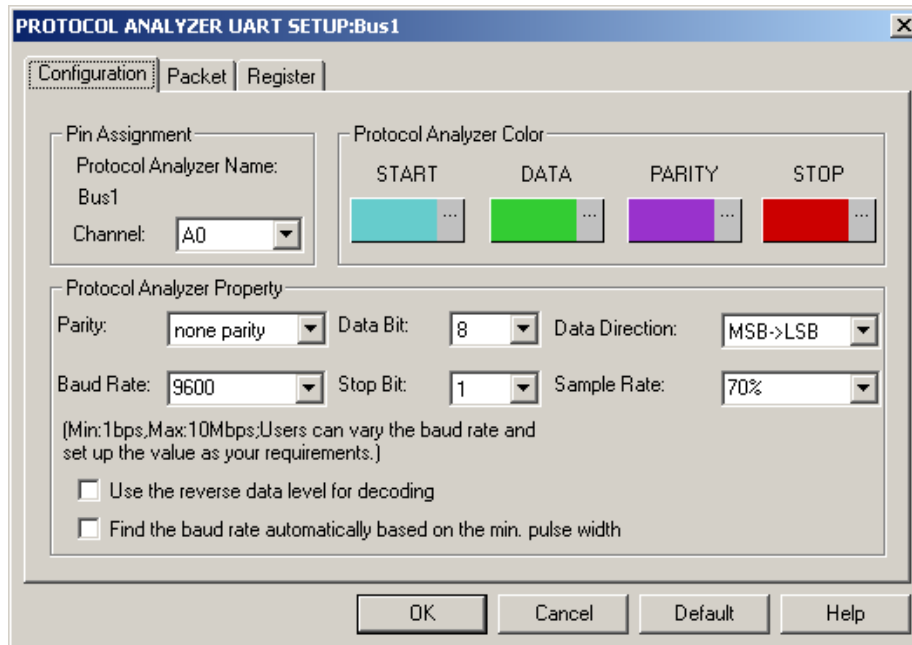 PROTOCOL ANALYZER UART SETUP:Bus1
Configuration Packet Register
Pin Assignment
Protocol Analyzer Name:
Bus1
Channel: A0
Protocol Analyzer Color
START DATA PARITY STOP
... ... ... ...
Protocol Analyzer Property
Parity: none parity Data Bit: 8 Data Direction: MSB->LSB
Baud Rate: 9600 Stop Bit: 1 Sample Rate: 70%
(Min:1bps,Max:10Mbps;Users can vary the baud rate and
set up the value as your requirements.)
Use the reverse data level for decoding
Find the baud rate automatically based on the min. pulse width
OK Cancel Default Help